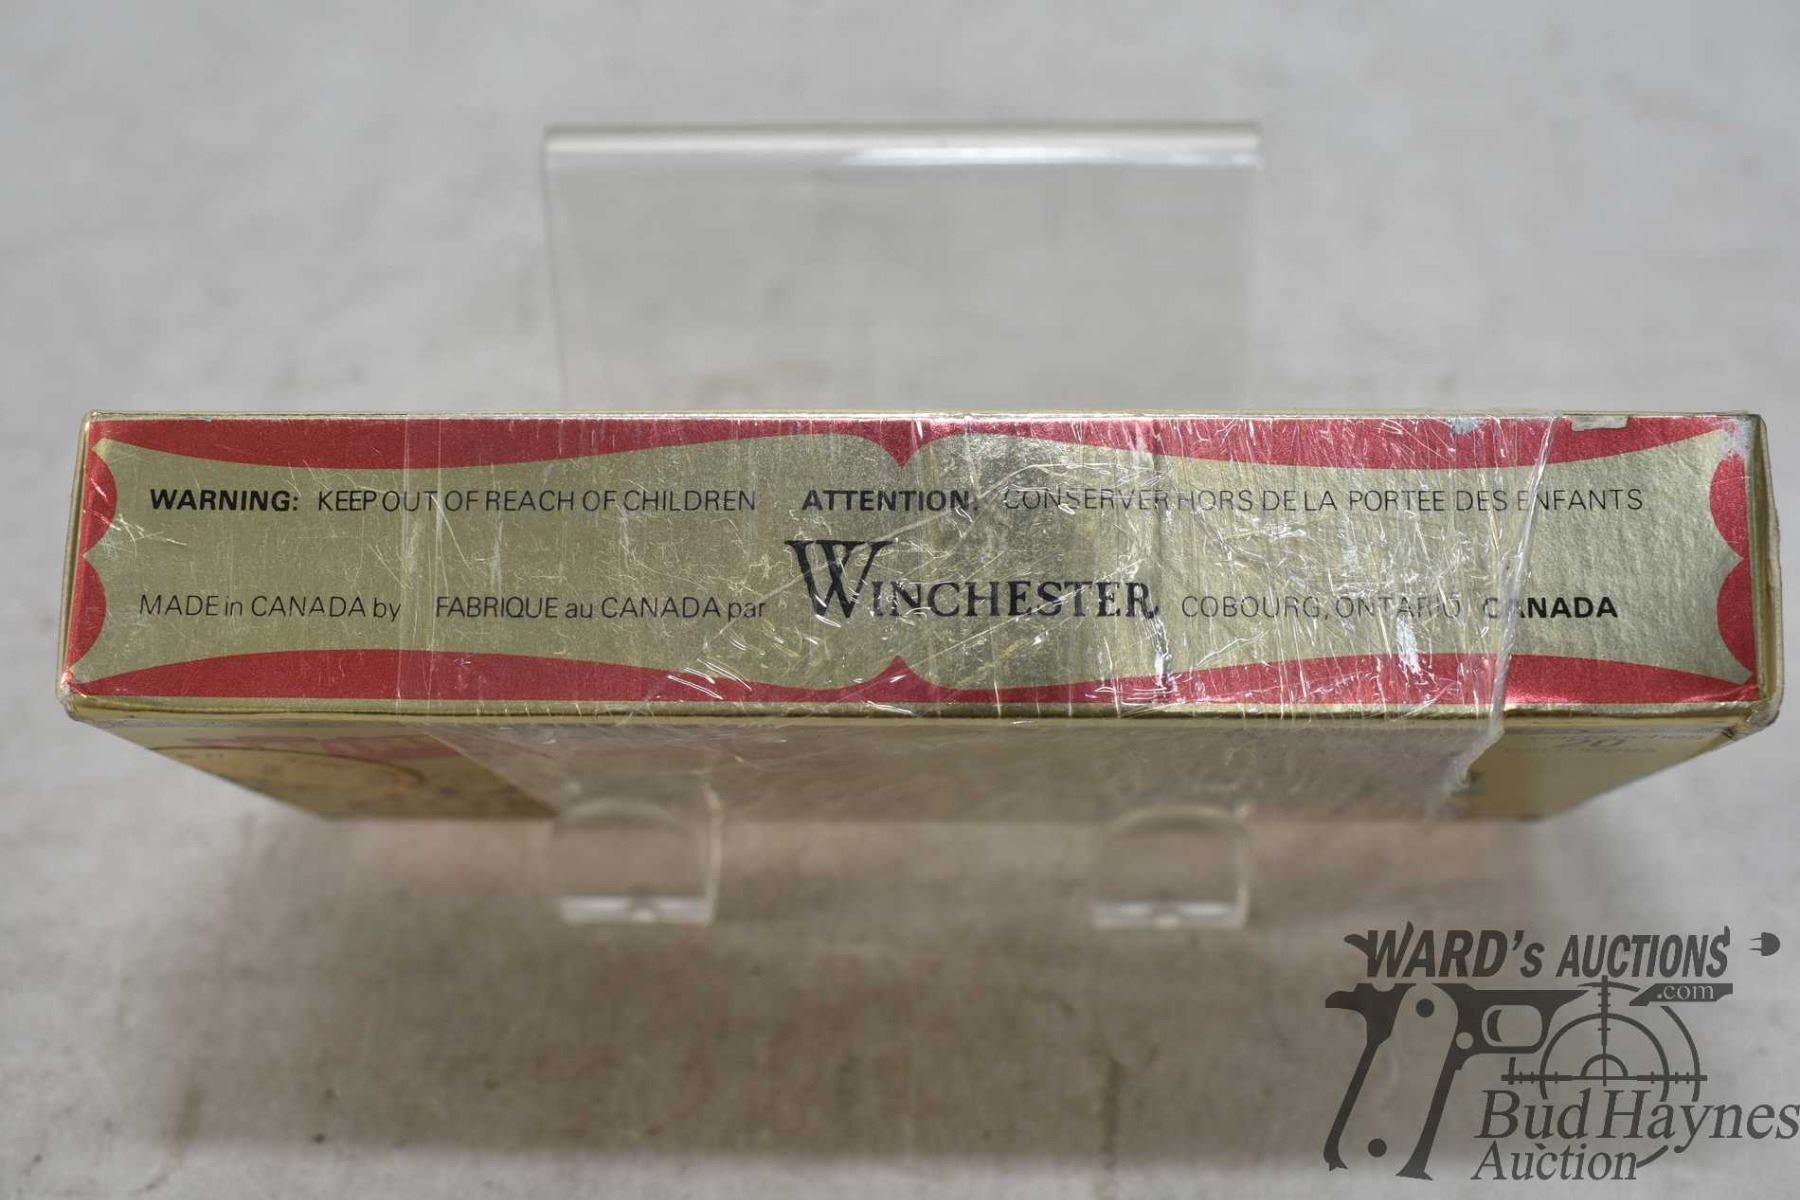 WARNING: KEEP OUT OF REACH OF CHILDREN ATTENTION: CONSERVER HORS DE LA PORTEE DES ENFANTS
MADE in CANADA by FABRIQUE au CANADA par WINCHESTER COBOURG, ONTARIO CANADA
20
WARD'S AUCTIONS
.com
Bud Haynes
Auction